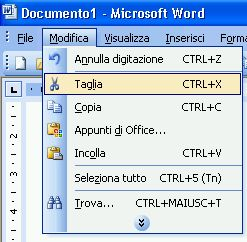 Documento1 - Microsoft Word
File Modifica Visualizza Inserisci
Annulla digitazione CTRL+Z
Taglia CTRL+X
Copia CTRL+C
Appunti di Office...
Incolla CTRL+V
Seleziona tutto CTRL+5 (Tn)
Trova... CTRL+MAIUSC+T